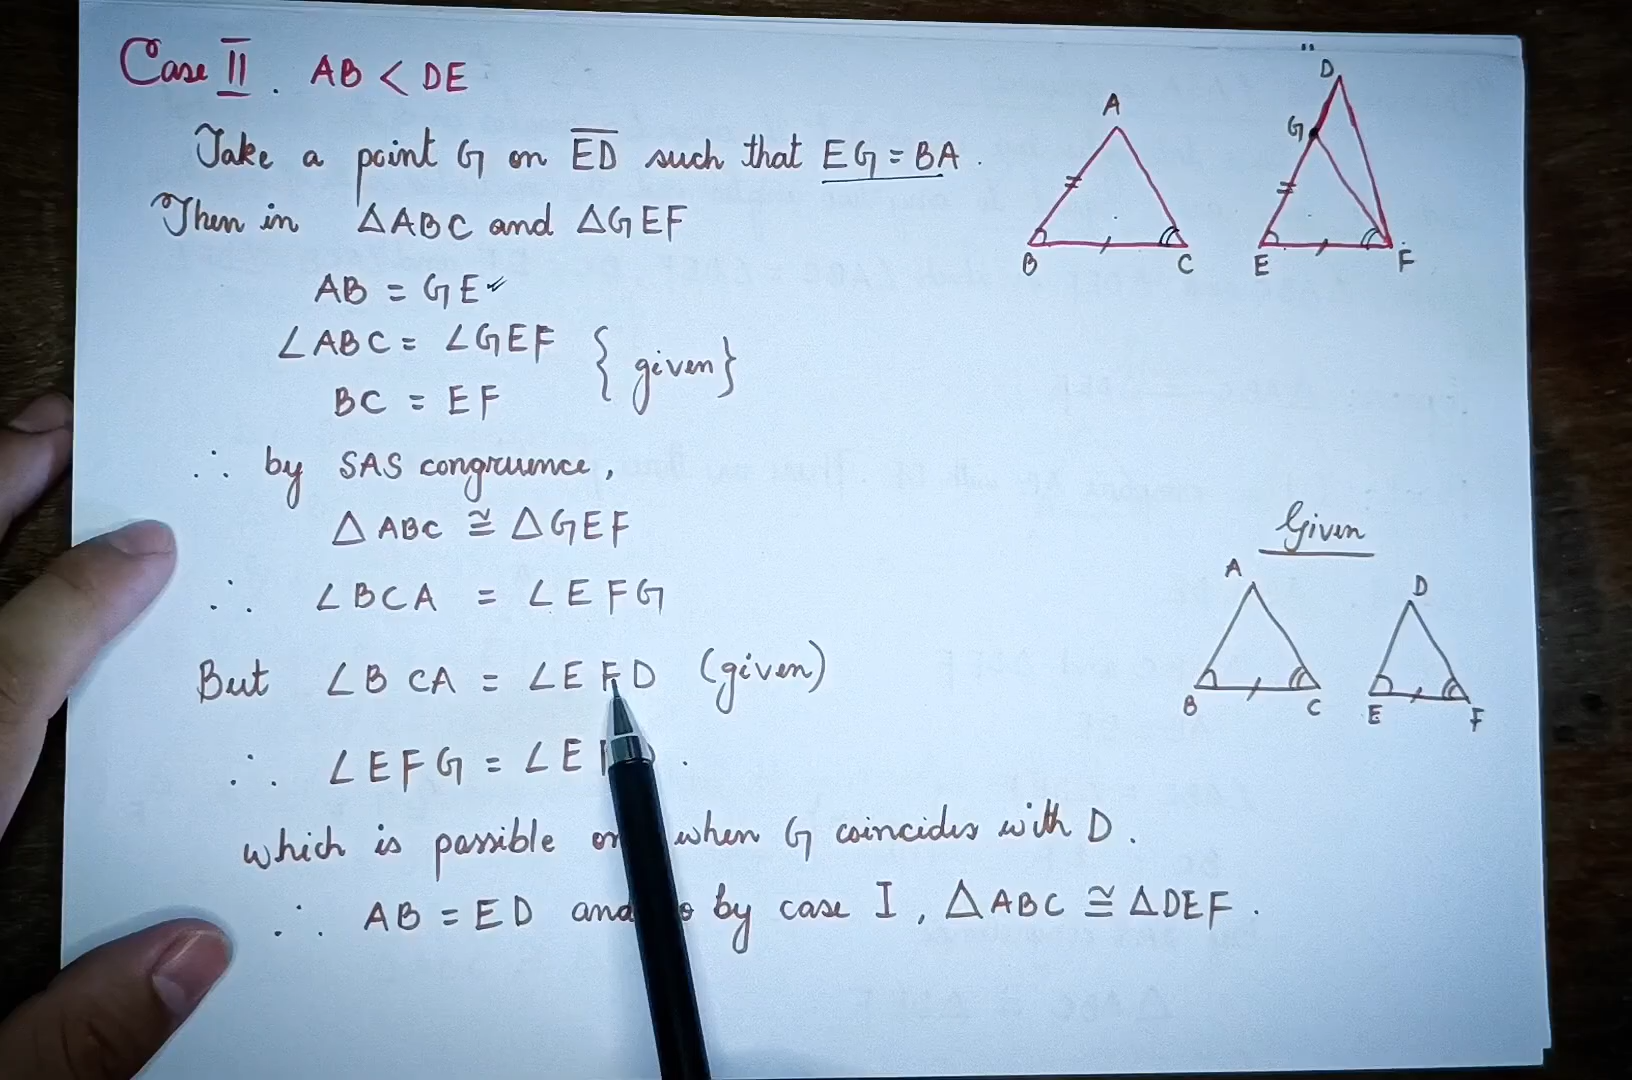 Case II. AB < DE
Take a point G on ED such that EG = BA.
Then in △ABC and △GEF
AB = GE
∠ABC = ∠GEF
{given}
BC = EF
∴ by SAS congruence,
△ABC ≅ △GEF
∴ ∠BCA = ∠EFG
But ∠BCA = ∠EFD (given)
∴ ∠EFG = ∠E
which is possible when G coincides with D.
∴ AB = ED and by case I, △ABC ≅ △DEF.
A
B
C
D
G
E
F
Given
A
B
C
D
E
F